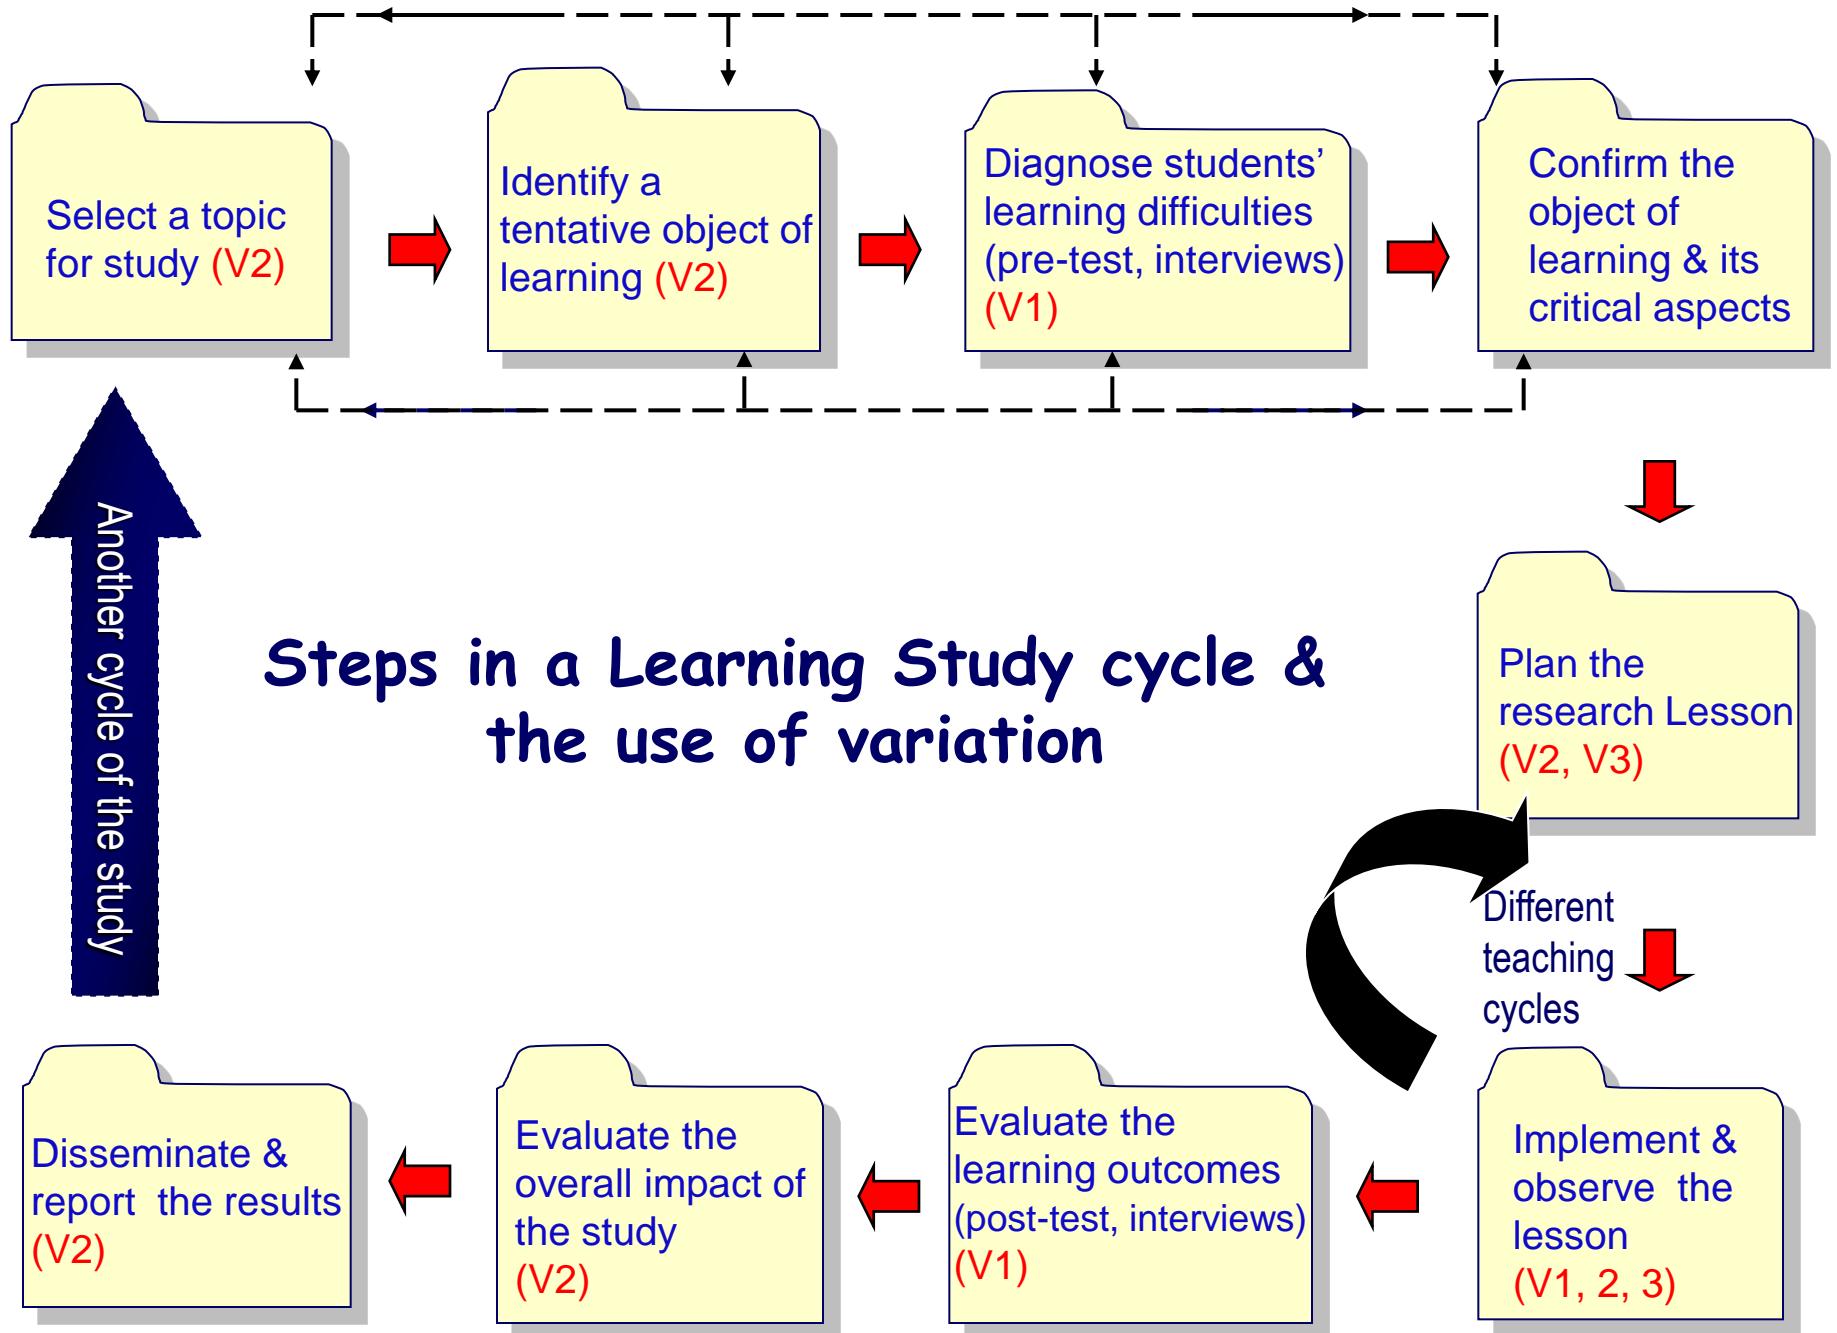 Select a topic
for study (V2)
Identify a
tentative object of
learning (V2)
Diagnose students’
learning difficulties
(pre-test, interviews)
(V1)
Confirm the
object of
learning & its
critical aspects
Another cycle of the study
Steps in a Learning Study cycle &
the use of variation
Plan the
research Lesson
(V2, V3)
Different
teaching
cycles
Disseminate &
report  the results
(V2)
Evaluate the
overall impact of
the study
(V2)
Evaluate the
learning outcomes
(post-test, interviews)
(V1)
Implement &
observe  the
lesson
(V1, 2, 3)